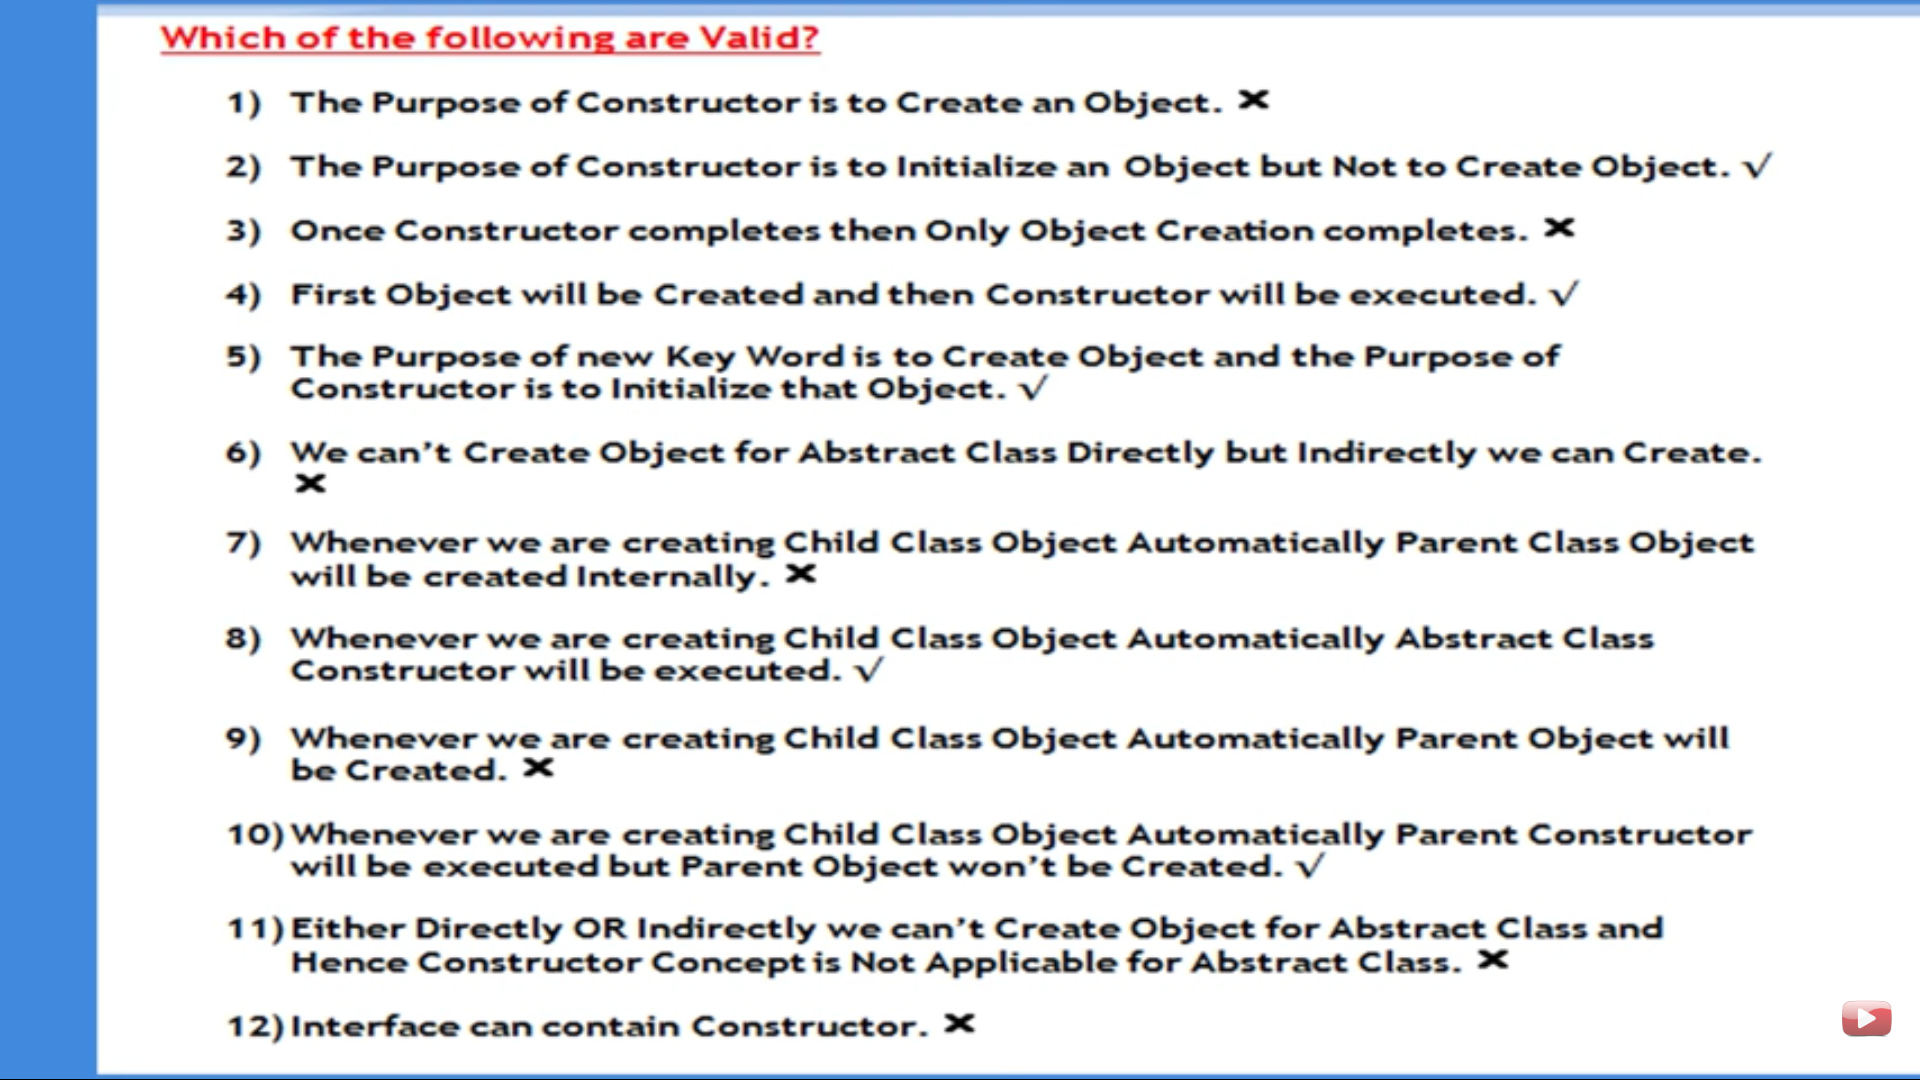 Which of the following are Valid?
1) The Purpose of Constructor is to Create an Object. ✗
2) The Purpose of Constructor is to Initialize an Object but Not to Create Object. √
3) Once Constructor completes then Only Object Creation completes. ✗
4) First Object will be Created and then Constructor will be executed. √
5) The Purpose of new Key Word is to Create Object and the Purpose of
Constructor is to Initialize that Object. √
6) We can't Create Object for Abstract Class Directly but Indirectly we can Create.
✗
7) Whenever we are creating Child Class Object Automatically Parent Class Object
will be created Internally. ✗
8) Whenever we are creating Child Class Object Automatically Abstract Class
Constructor will be executed. √
9) Whenever we are creating Child Class Object Automatically Parent Object will
be Created. ✗
10) Whenever we are creating Child Class Object Automatically Parent Constructor
will be executed but Parent Object won't be Created. √
11) Either Directly OR Indirectly we can't Create Object for Abstract Class and
Hence Constructor Concept is Not Applicable for Abstract Class. ✗
12) Interface can contain Constructor. ✗